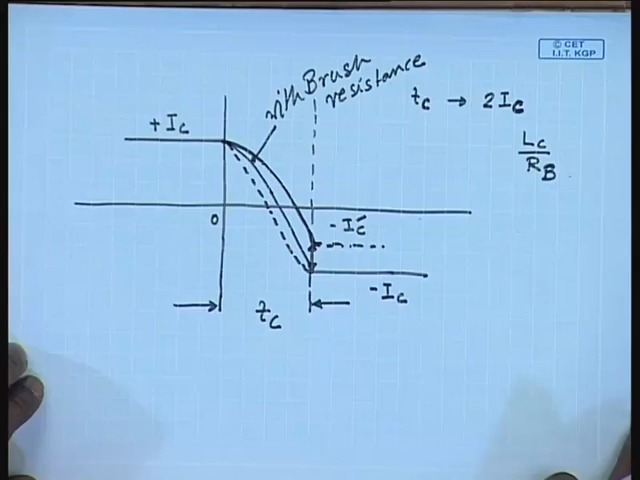 © CET
I.I.T. KGP
with Brush
resistance
t_c → 2I_c
L_c
R_B
+I_c
0
-I_c'
-I_c
t_c